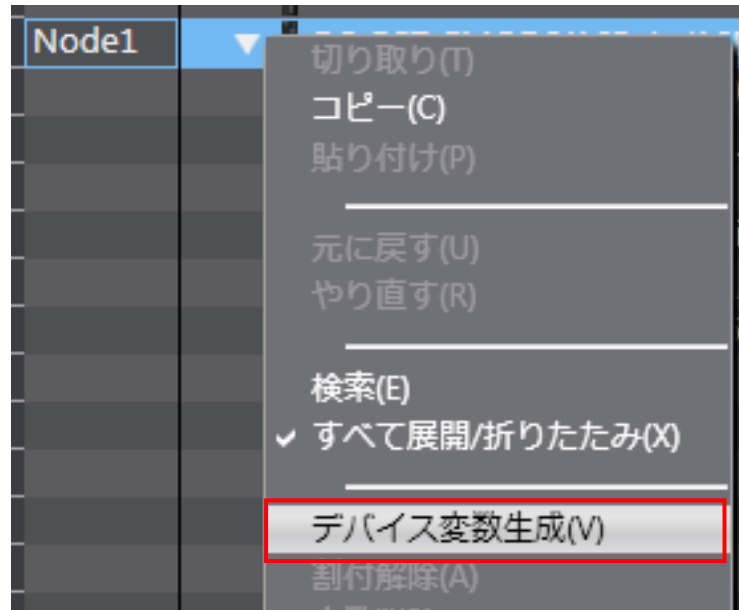 Node1
切り取り(T)
コピー(C)
貼り付け(P)
元に戻す(U)
やり直す(R)
検索(E)
すべて展開/折りたたみ(X)
デバイス変数生成(V)
割付解除(A)